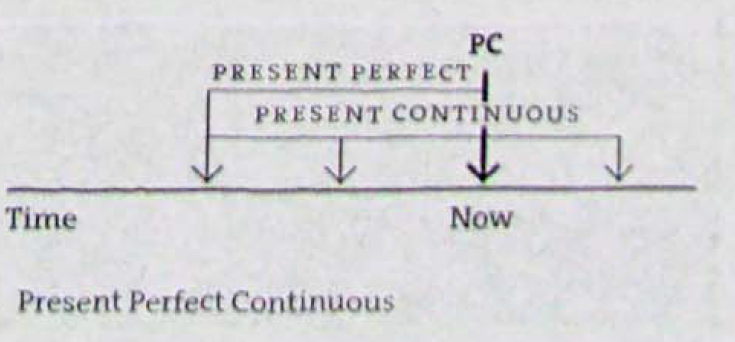 PC
PRESENT PERFECT
PRESENT CONTINUOUS
Time Now
Present Perfect Continuous